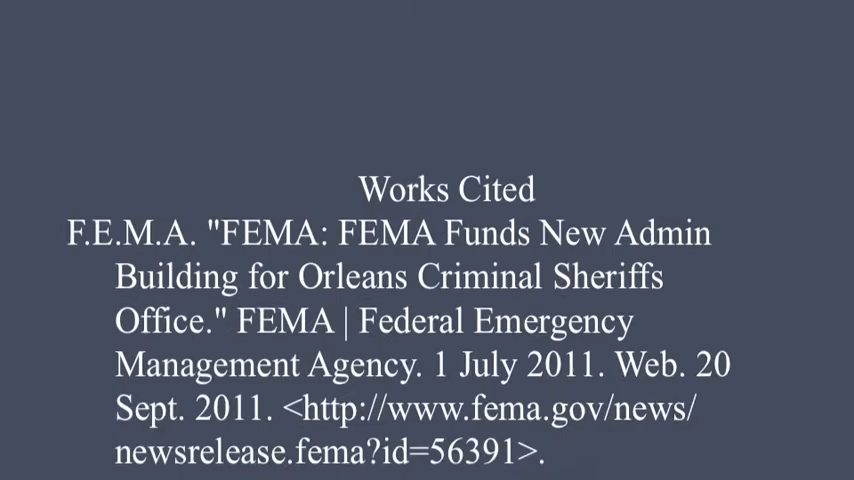 Works Cited
F.E.M.A. "FEMA: FEMA Funds New Admin
Building for Orleans Criminal Sheriffs
Office." FEMA | Federal Emergency
Management Agency. 1 July 2011. Web. 20
Sept. 2011. <http://www.fema.gov/news/
newsrelease.fema?id=56391>.